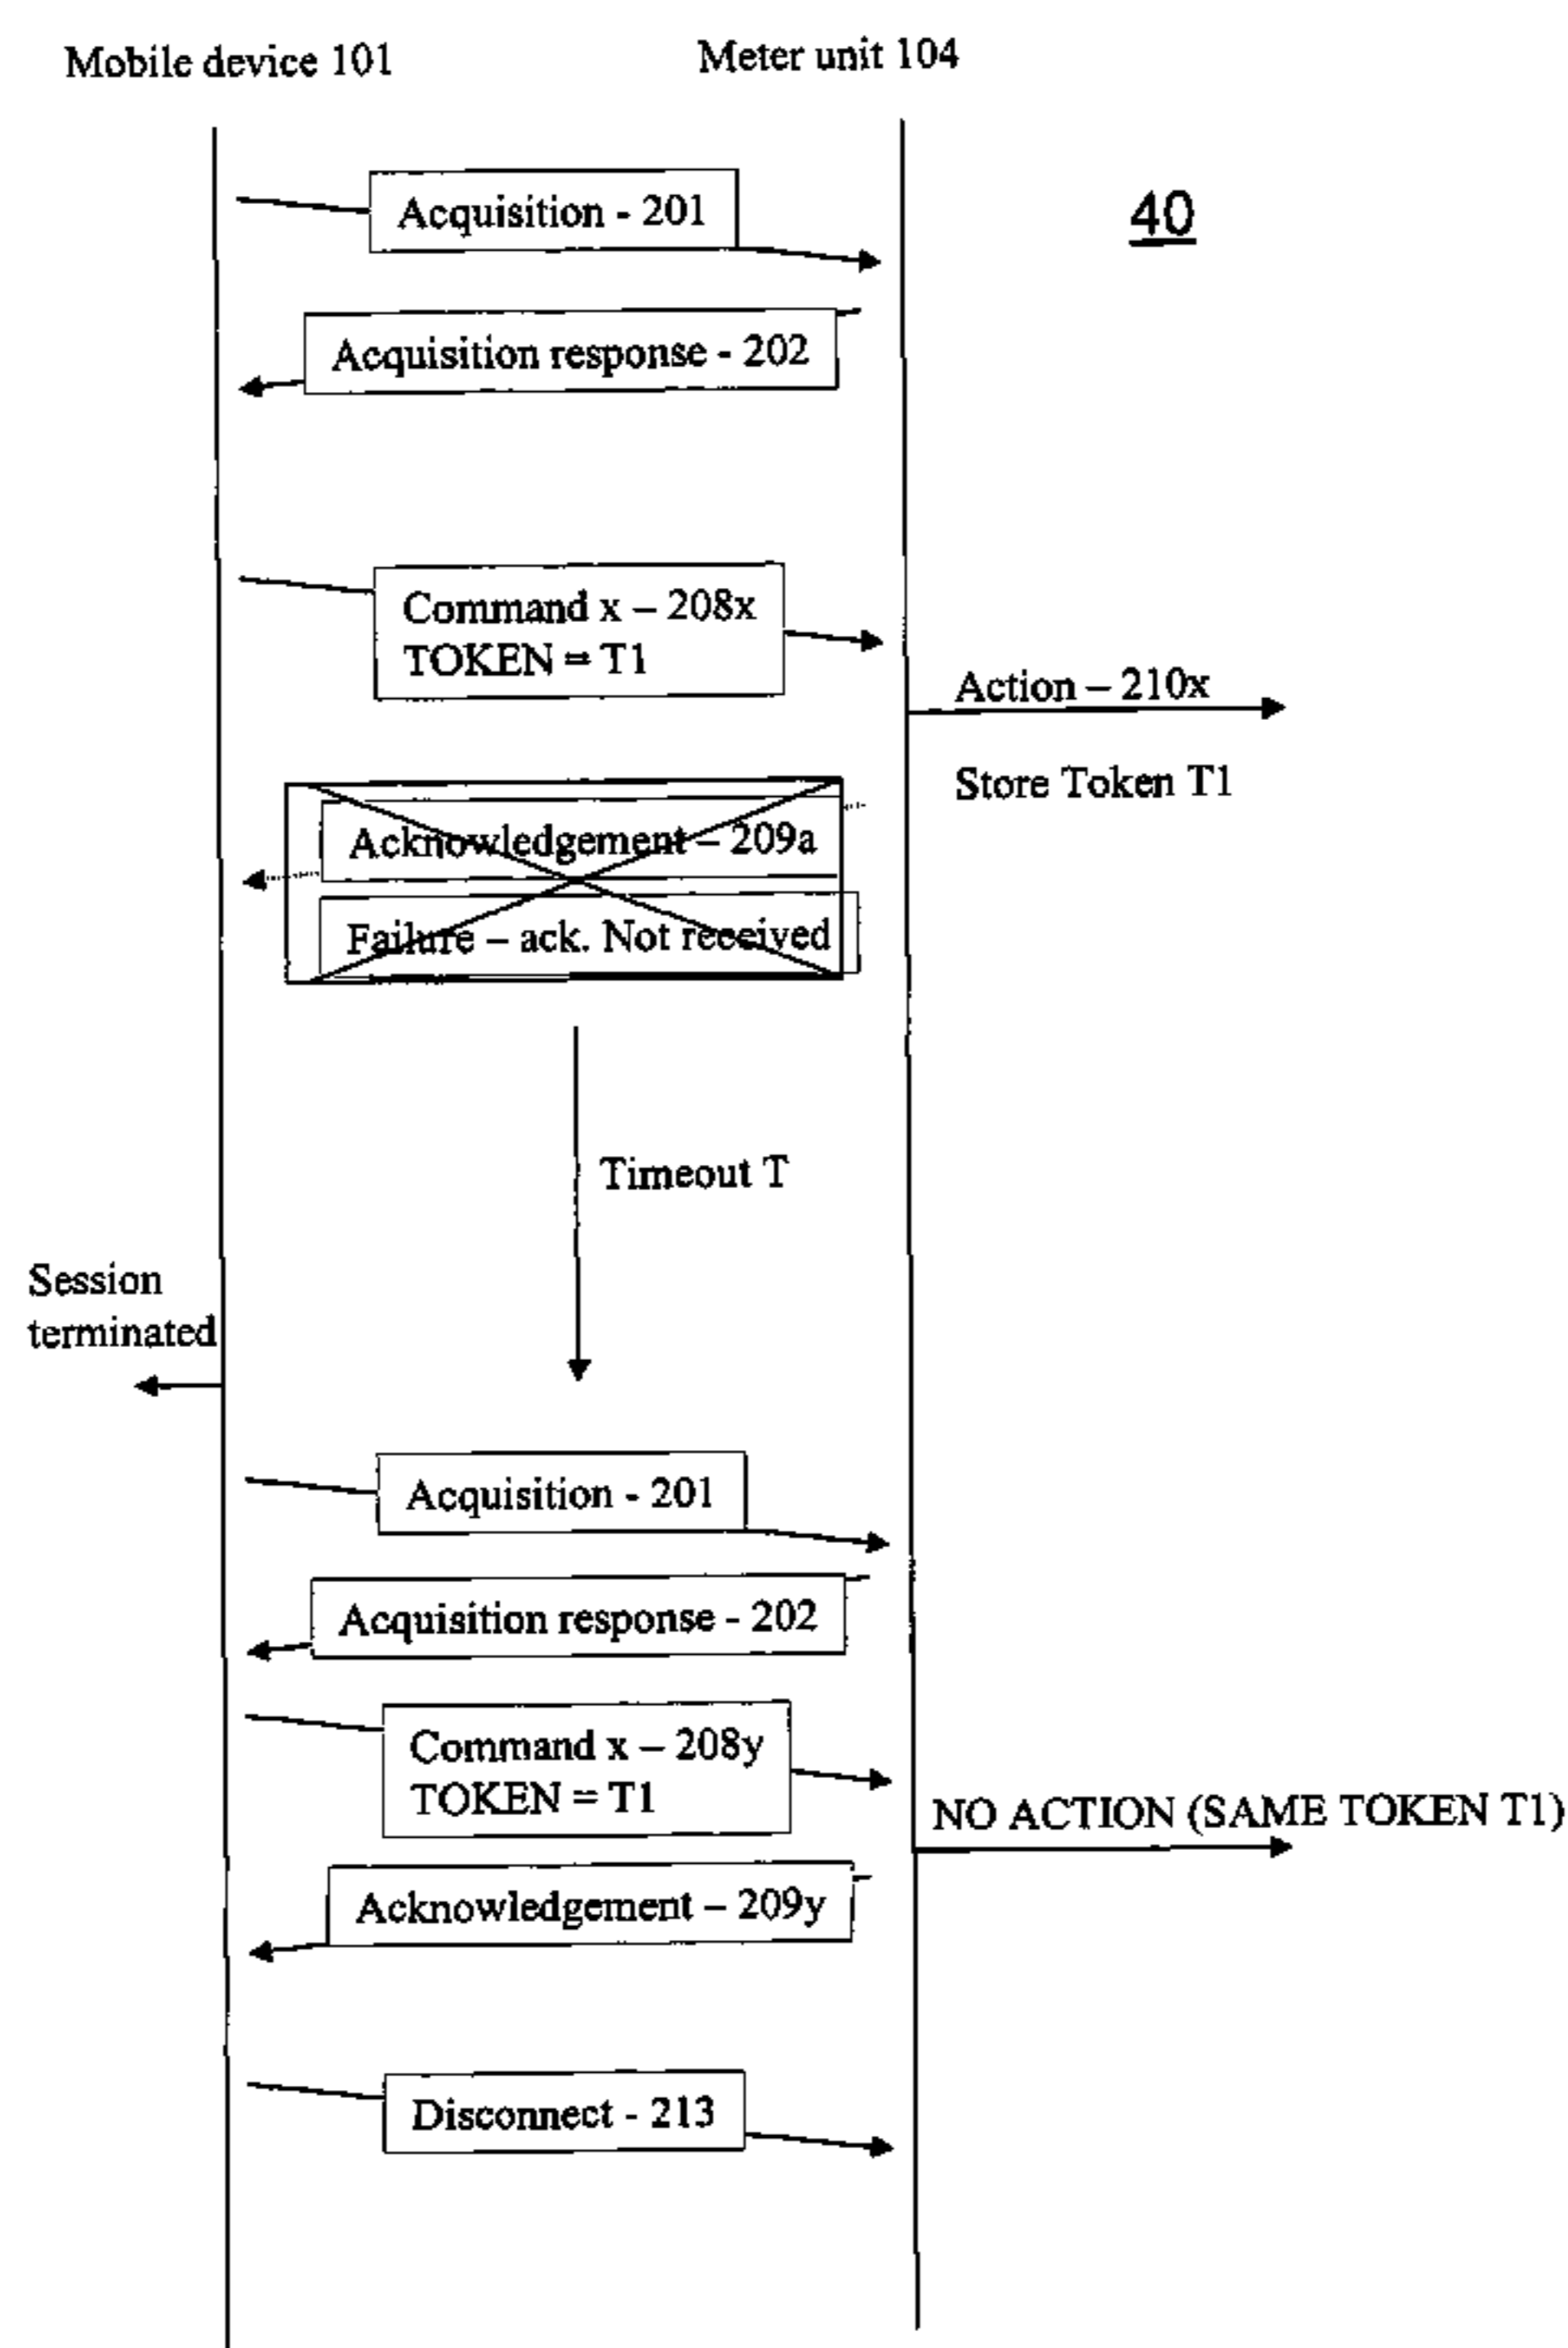 Mobile device 101
Meter unit 104
Acquisition - 201
40
Acquisition response - 202
Command x – 208x
TOKEN = T1
Action – 210x
Store Token T1
Acknowledgement – 209a
Failure – ack. Not received
Timeout T
Session
terminated
Acquisition - 201
Acquisition response - 202
Command x – 208y
TOKEN = T1
NO ACTION (SAME TOKEN T1)
Acknowledgement – 209y
Disconnect - 213